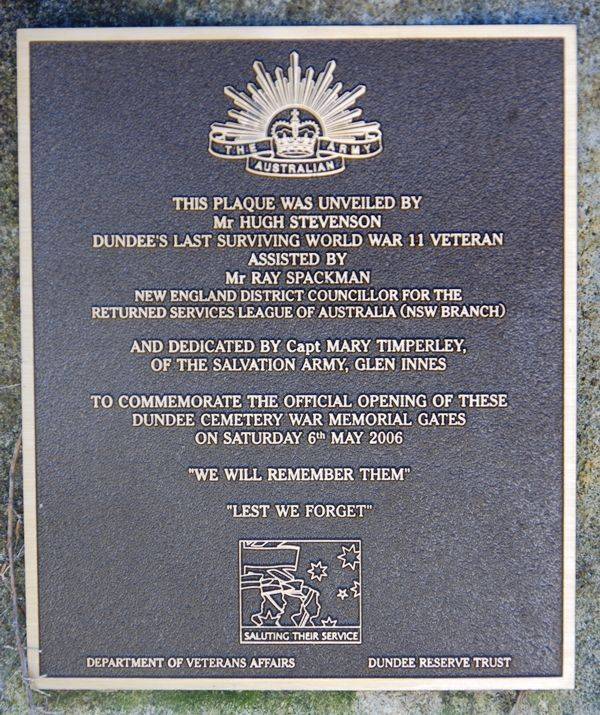 THE ARMY
AUSTRALIAN
THIS PLAQUE WAS UNVEILED BY
Mr HUGH STEVENSON
DUNDEE'S LAST SURVIVING WORLD WAR 11 VETERAN
ASSISTED BY
Mr RAY SPACKMAN
NEW ENGLAND DISTRICT COUNCILLOR FOR THE
RETURNED SERVICES LEAGUE OF AUSTRALIA (NSW BRANCH)
AND DEDICATED BY Capt MARY TIMPERLEY,
OF THE SALVATION ARMY, GLEN INNES
TO COMMEMORATE THE OFFICIAL OPENING OF THESE
DUNDEE CEMETERY WAR MEMORIAL GATES
ON SATURDAY 6th MAY 2006
"WE WILL REMEMBER THEM"
"LEST WE FORGET"
SALUTING THEIR SERVICE
DEPARTMENT OF VETERANS AFFAIRS DUNDEE RESERVE TRUST